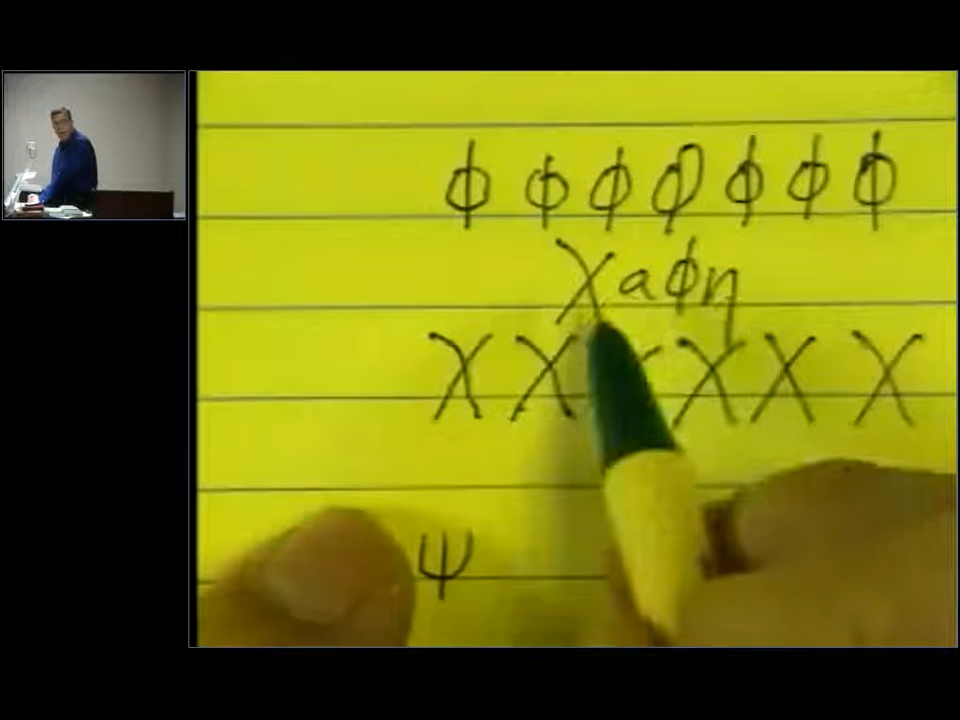 φ φ φ φ φ φ φ
χαφη
χ χ χ χ χ
ψ